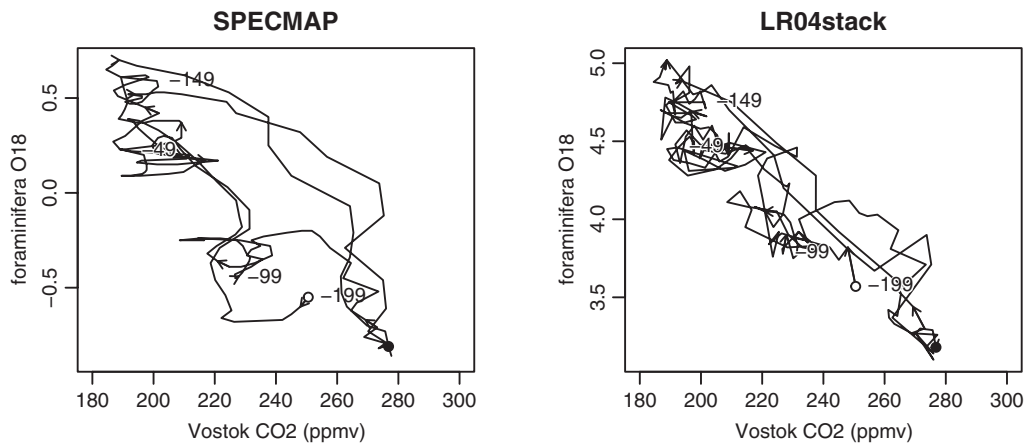 SPECMAP
foraminifera O18
0.5
0.0
−0.5
−149
−49
−99
−199
180 200 220 240 260 280 300
Vostok CO2 (ppmv)
LR04stack
foraminifera O18
5.0
4.5
4.0
3.5
−149
−49
−99
−199
180 200 220 240 260 280 300
Vostok CO2 (ppmv)